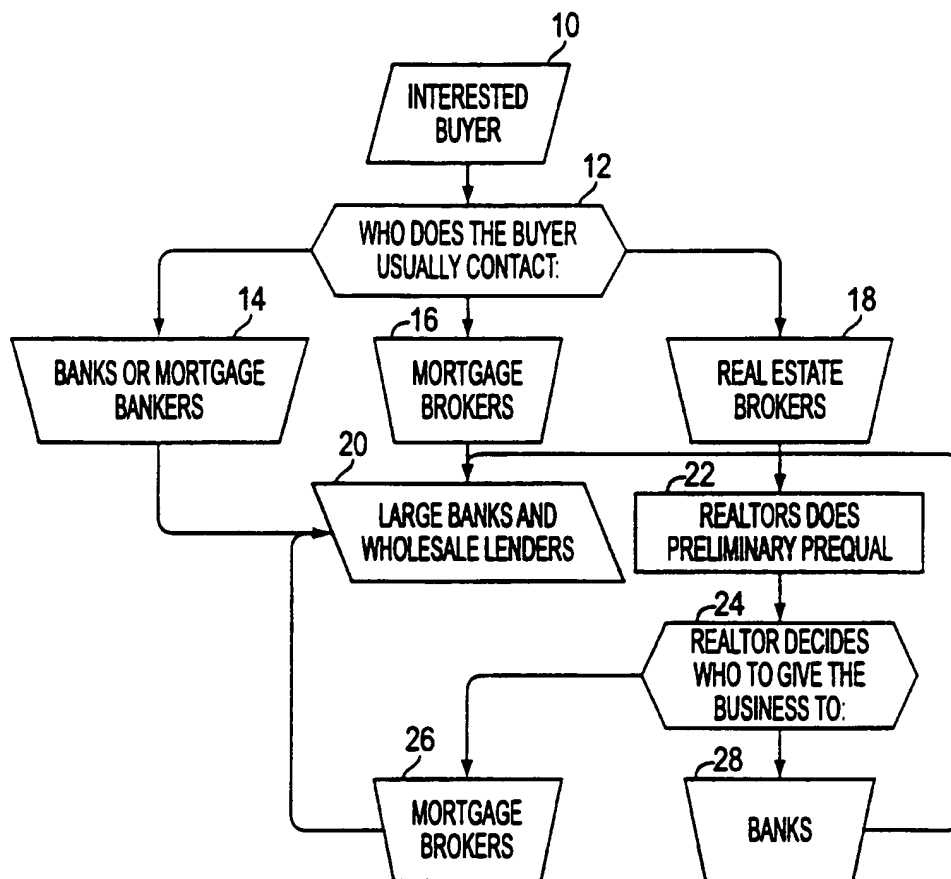 10
INTERESTED
BUYER
12
WHO DOES THE BUYER
USUALLY CONTACT:
14
BANKS OR MORTGAGE
BANKERS
16
MORTGAGE
BROKERS
18
REAL ESTATE
BROKERS
20
LARGE BANKS AND
WHOLESALE LENDERS
22
REALTORS DOES
PRELIMINARY PREQUAL
24
REALTOR DECIDES
WHO TO GIVE THE
BUSINESS TO:
26
MORTGAGE
BROKERS
28
BANKS